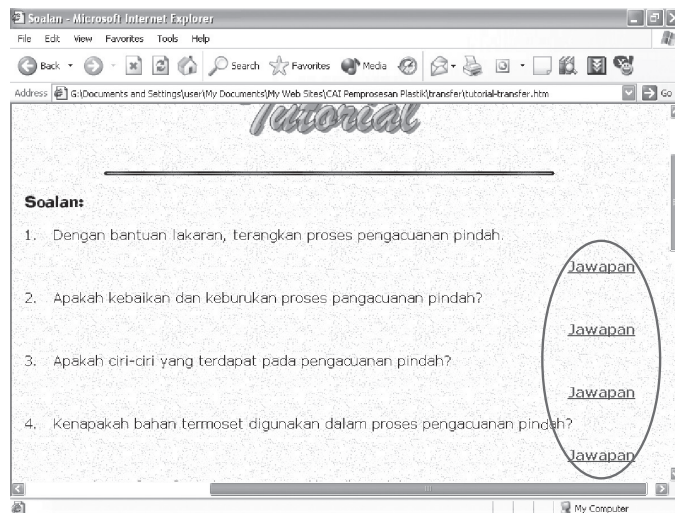 Soalan - Microsoft Internet Explorer
File Edit View Favorites Tools Help
Back Search Favorites Media
Address G:\Documents and Settings\user\My Documents\My Web Sites\CAI Pemprosesan Plastik\transfer\tutorial-transfer.htm Go
Tutorial
Soalan:
1. Dengan bantuan lakaran, terangkan proses pengacuanan pindah.
Jawapan
2. Apakah kebaikan dan keburukan proses pangacuanan pindah?
Jawapan
3. Apakah ciri-ciri yang terdapat pada pengacuanan pindah?
Jawapan
4. Kenapakah bahan termoset digunakan dalam proses pengacuanan pindah?
Jawapan
My Computer